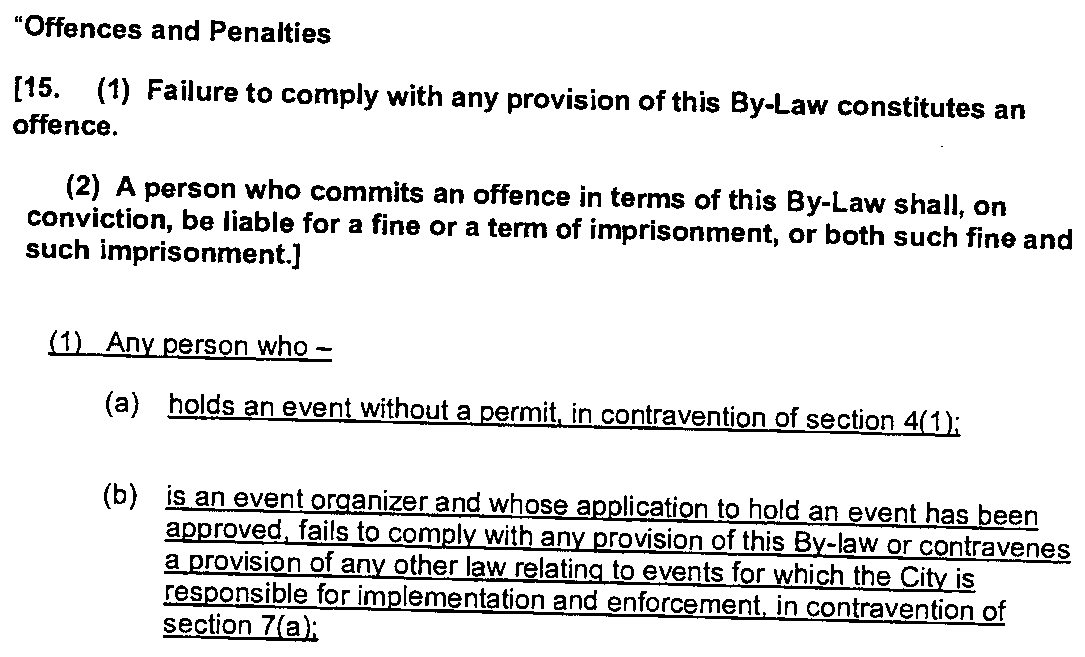 “Offences and Penalties
[15. (1) Failure to comply with any provision of this By-Law constitutes an
offence.
(2) A person who commits an offence in terms of this By-Law shall, on
conviction, be liable for a fine or a term of imprisonment, or both such fine and
such imprisonment.]
(1) Any person who –
(a) holds an event without a permit, in contravention of section 4(1);
(b) is an event organizer and whose application to hold an event has been
approved, fails to comply with any provision of this By-law or contravenes
a provision of any other law relating to events for which the City is
responsible for implementation and enforcement, in contravention of
section 7(a);